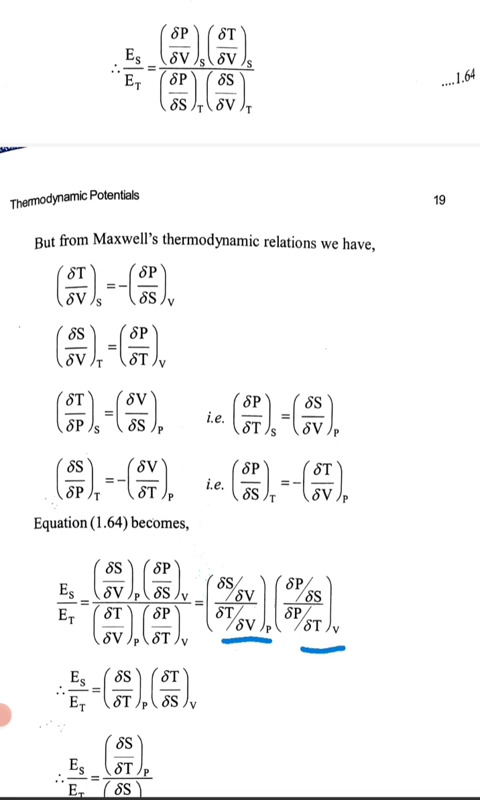 ∴ E_S/E_T = (δP/δV)_S (δT/δV)_S / (δP/δS)_T (δS/δV)_T ....1.64
Thermodynamic Potentials 19
But from Maxwell's thermodynamic relations we have,
(δT/δV)_S = −(δP/δS)_V
(δS/δV)_T = (δP/δT)_V
(δT/δP)_S = (δV/δS)_P i.e. (δP/δT)_S = (δS/δV)_P
(δS/δP)_T = −(δV/δT)_P i.e. (δP/δS)_T = −(δT/δV)_P
Equation (1.64) becomes,
E_S/E_T = (δS/δV)_P (δP/δS)_V / (δT/δV)_P (δP/δT)_V = (δS/δV / δT/δV)_P (δP/δS / δP/δT)_V
∴ E_S/E_T = (δS/δT)_P (δT/δS)_V
∴ E_S/E_T = (δS/δT)_P / (δS)